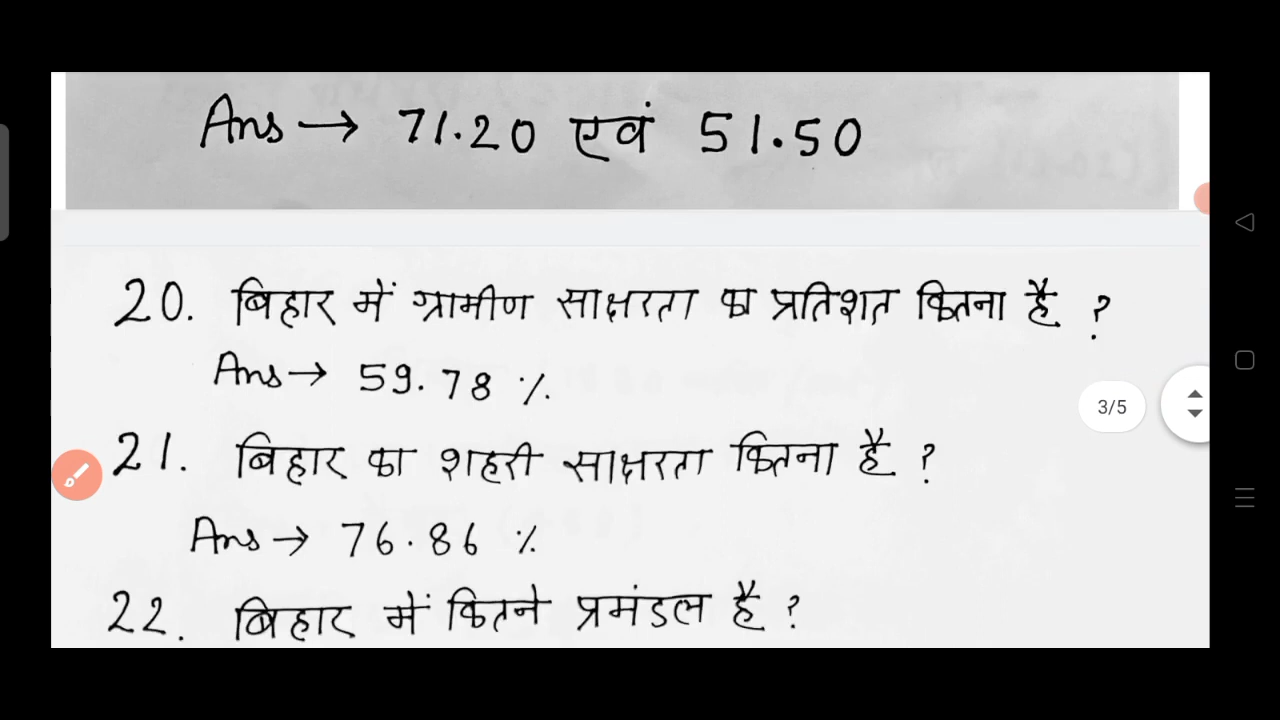 Ans → 71.20 एवं 51.50
20. बिहार में ग्रामीण साक्षरता का प्रतिशत कितना है ?
Ans → 59.78 %
3/5
21. बिहार का शहरी साक्षरता कितना है ?
Ans → 76.86 %
22. बिहार में कितने प्रमंडल है ?